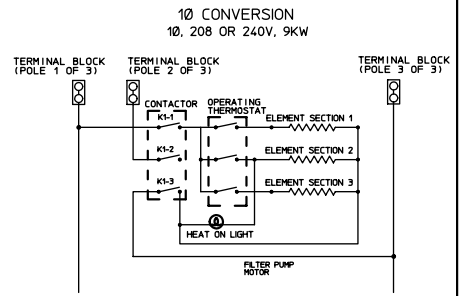 1Ø CONVERSION
1Ø, 208 OR 240V, 9KW
TERMINAL BLOCK
(POLE 1 OF 3)
TERMINAL BLOCK
(POLE 2 OF 3)
TERMINAL BLOCK
(POLE 3 OF 3)
CONTACTOR
OPERATING
THERMOSTAT
K1-1
ELEMENT SECTION 1
K1-2
ELEMENT SECTION 2
K1-3
ELEMENT SECTION 3
HEAT ON LIGHT
FILTER PUMP
MOTOR